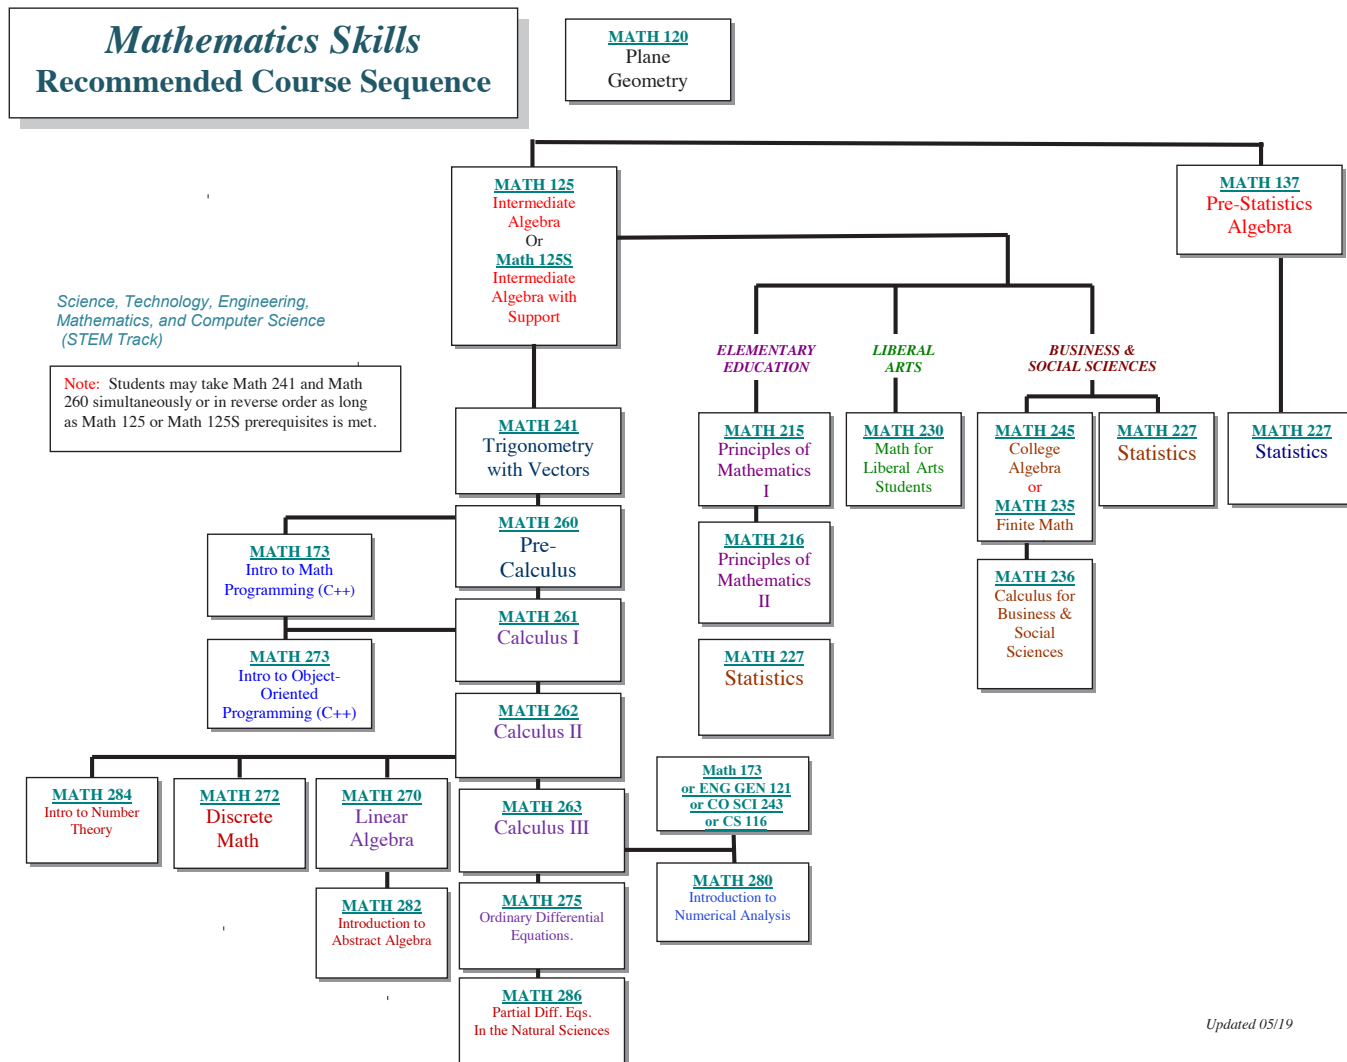 Mathematics Skills
Recommended Course Sequence
MATH 120
Plane
Geometry
MATH 125
Intermediate
Algebra
Or
Math 125S
Intermediate
Algebra with
Support
MATH 137
Pre-Statistics
Algebra
Science, Technology, Engineering,
Mathematics, and Computer Science
(STEM Track)
Note: Students may take Math 241 and Math
260 simultaneously or in reverse order as long
as Math 125 or Math 125S prerequisites is met.
ELEMENTARY
EDUCATION
LIBERAL
ARTS
BUSINESS &
SOCIAL SCIENCES
MATH 241
Trigonometry
with Vectors
MATH 215
Principles of
Mathematics
I
MATH 230
Math for
Liberal Arts
Students
MATH 245
College
Algebra
or
MATH 235
Finite Math
MATH 227
Statistics
MATH 227
Statistics
MATH 260
Pre-
Calculus
MATH 173
Intro to Math
Programming (C++)
MATH 216
Principles of
Mathematics
II
MATH 236
Calculus for
Business &
Social
Sciences
MATH 261
Calculus I
MATH 273
Intro to Object-
Oriented
Programming (C++)
MATH 227
Statistics
MATH 262
Calculus II
MATH 284
Intro to Number
Theory
MATH 272
Discrete
Math
MATH 270
Linear
Algebra
MATH 263
Calculus III
Math 173
or ENG GEN 121
or CO SCI 243
or CS 116
MATH 280
Introduction to
Numerical Analysis
MATH 282
Introduction to
Abstract Algebra
MATH 275
Ordinary Differential
Equations.
MATH 286
Partial Diff. Eqs.
In the Natural Sciences
Updated 05/19